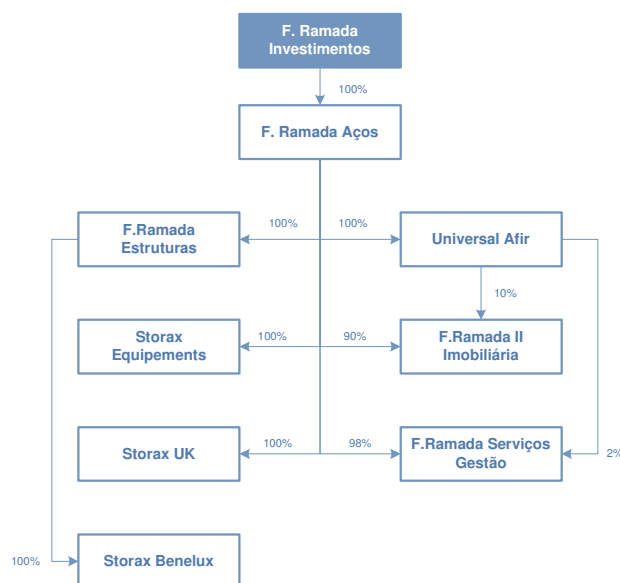 F. Ramada
Investimentos
100%
F. Ramada Aços
F.Ramada
Estruturas
100%
100%
Universal Afir
10%
Storax
Equipements
100%
90%
F.Ramada II
Imobiliária
Storax UK
100%
98%
F.Ramada Serviços
Gestão
2%
100%
Storax Benelux